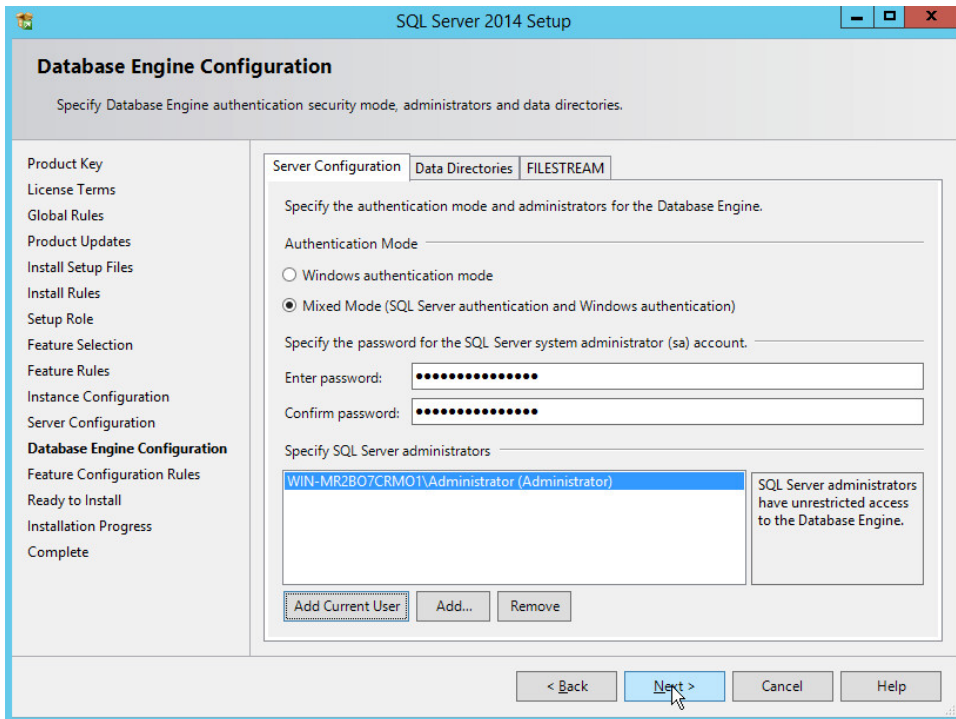 SQL Server 2014 Setup
Database Engine Configuration
Specify Database Engine authentication security mode, administrators and data directories.
Product Key
License Terms
Global Rules
Product Updates
Install Setup Files
Install Rules
Setup Role
Feature Selection
Feature Rules
Instance Configuration
Server Configuration
Database Engine Configuration
Feature Configuration Rules
Ready to Install
Installation Progress
Complete
Server Configuration Data Directories FILESTREAM
Specify the authentication mode and administrators for the Database Engine.
Authentication Mode
Windows authentication mode
Mixed Mode (SQL Server authentication and Windows authentication)
Specify the password for the SQL Server system administrator (sa) account.
Enter password: ●●●●●●●●●●●●●●●
Confirm password: ●●●●●●●●●●●●●●●
Specify SQL Server administrators
WIN-MR2BO7CRMO1\Administrator (Administrator)
SQL Server administrators
have unrestricted access
to the Database Engine.
Add Current User Add... Remove
< Back Next > Cancel Help